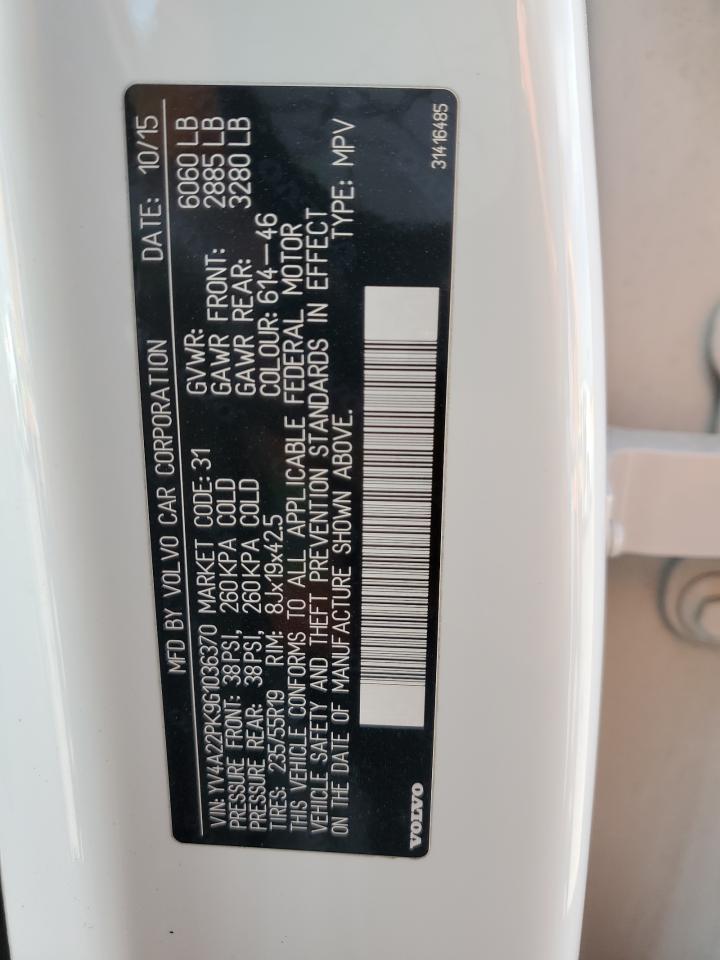 MFD BY VOLVO CAR CORPORATION DATE: 10/15
VIN: YV4A22PK9G1036370 MARKET CODE: 31 GVWR: 6060 LB
PRESSURE FRONT: 38PSI, 260KPA COLD GAWR FRONT: 2885 LB
PRESSURE REAR: 38PSI, 260KPA COLD GAWR REAR: 3280 LB
TIRES: 235/55R19 RIM: 8Jx19x42.5 COLOUR: 614--46
THIS VEHICLE CONFORMS TO ALL APPLICABLE FEDERAL MOTOR
VEHICLE SAFETY AND THEFT PREVENTION STANDARDS IN EFFECT
ON THE DATE OF MANUFACTURE SHOWN ABOVE. TYPE: MPV
VOLVO 31416485